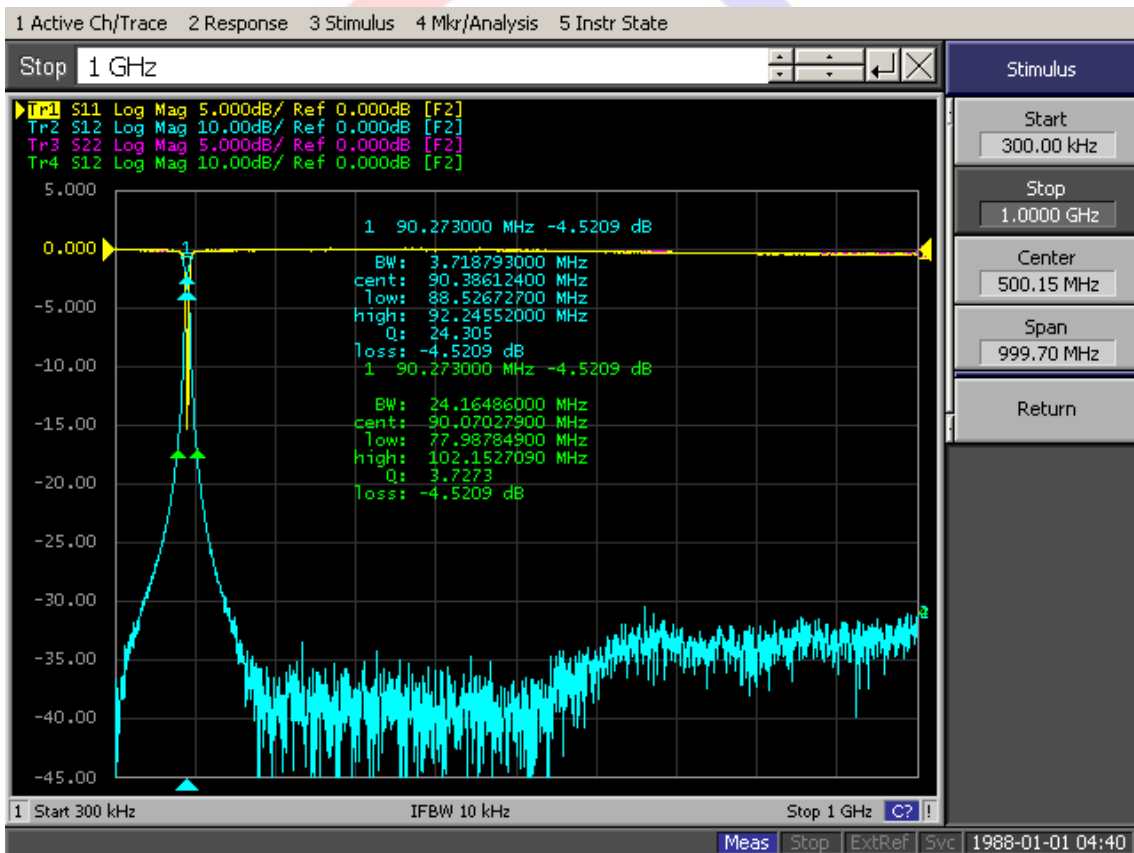 1 Active Ch/Trace 2 Response 3 Stimulus 4 Mkr/Analysis 5 Instr State
Stop 1 GHz
Stimulus
Start
300.00 kHz
Stop
1.0000 GHz
Center
500.15 MHz
Span
999.70 MHz
Return
Tr1 S11 Log Mag 5.000dB/ Ref 0.000dB [F2]
Tr2 S12 Log Mag 10.00dB/ Ref 0.000dB [F2]
Tr3 S22 Log Mag 5.000dB/ Ref 0.000dB [F2]
Tr4 S12 Log Mag 10.00dB/ Ref 0.000dB [F2]
5.000
0.000
-5.000
-10.00
-15.00
-20.00
-25.00
-30.00
-35.00
-40.00
-45.00
1
1 90.273000 MHz -4.5209 dB
BW: 3.718793000 MHz
cent: 90.38612400 MHz
low: 88.52672700 MHz
high: 92.24552000 MHz
Q: 24.305
loss: -4.5209 dB
1 90.273000 MHz -4.5209 dB
BW: 24.16486000 MHz
cent: 90.07027900 MHz
low: 77.98784900 MHz
high: 102.1527090 MHz
Q: 3.7273
loss: -4.5209 dB
1 Start 300 kHz IFBW 10 kHz Stop 1 GHz C? !
Meas Stop ExtRef Svc 1988-01-01 04:40